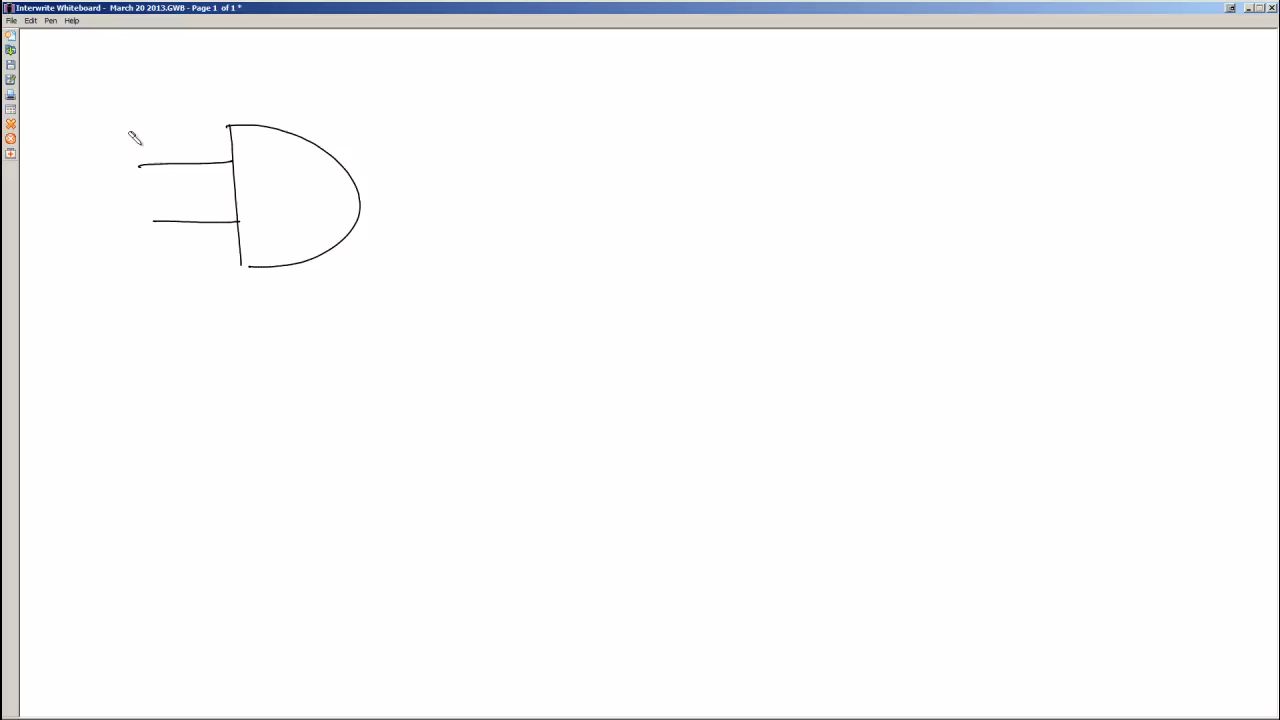 Interwrite Whiteboard - March 20 2013.GWB - Page 1 of 1 *
File Edit Pen Help